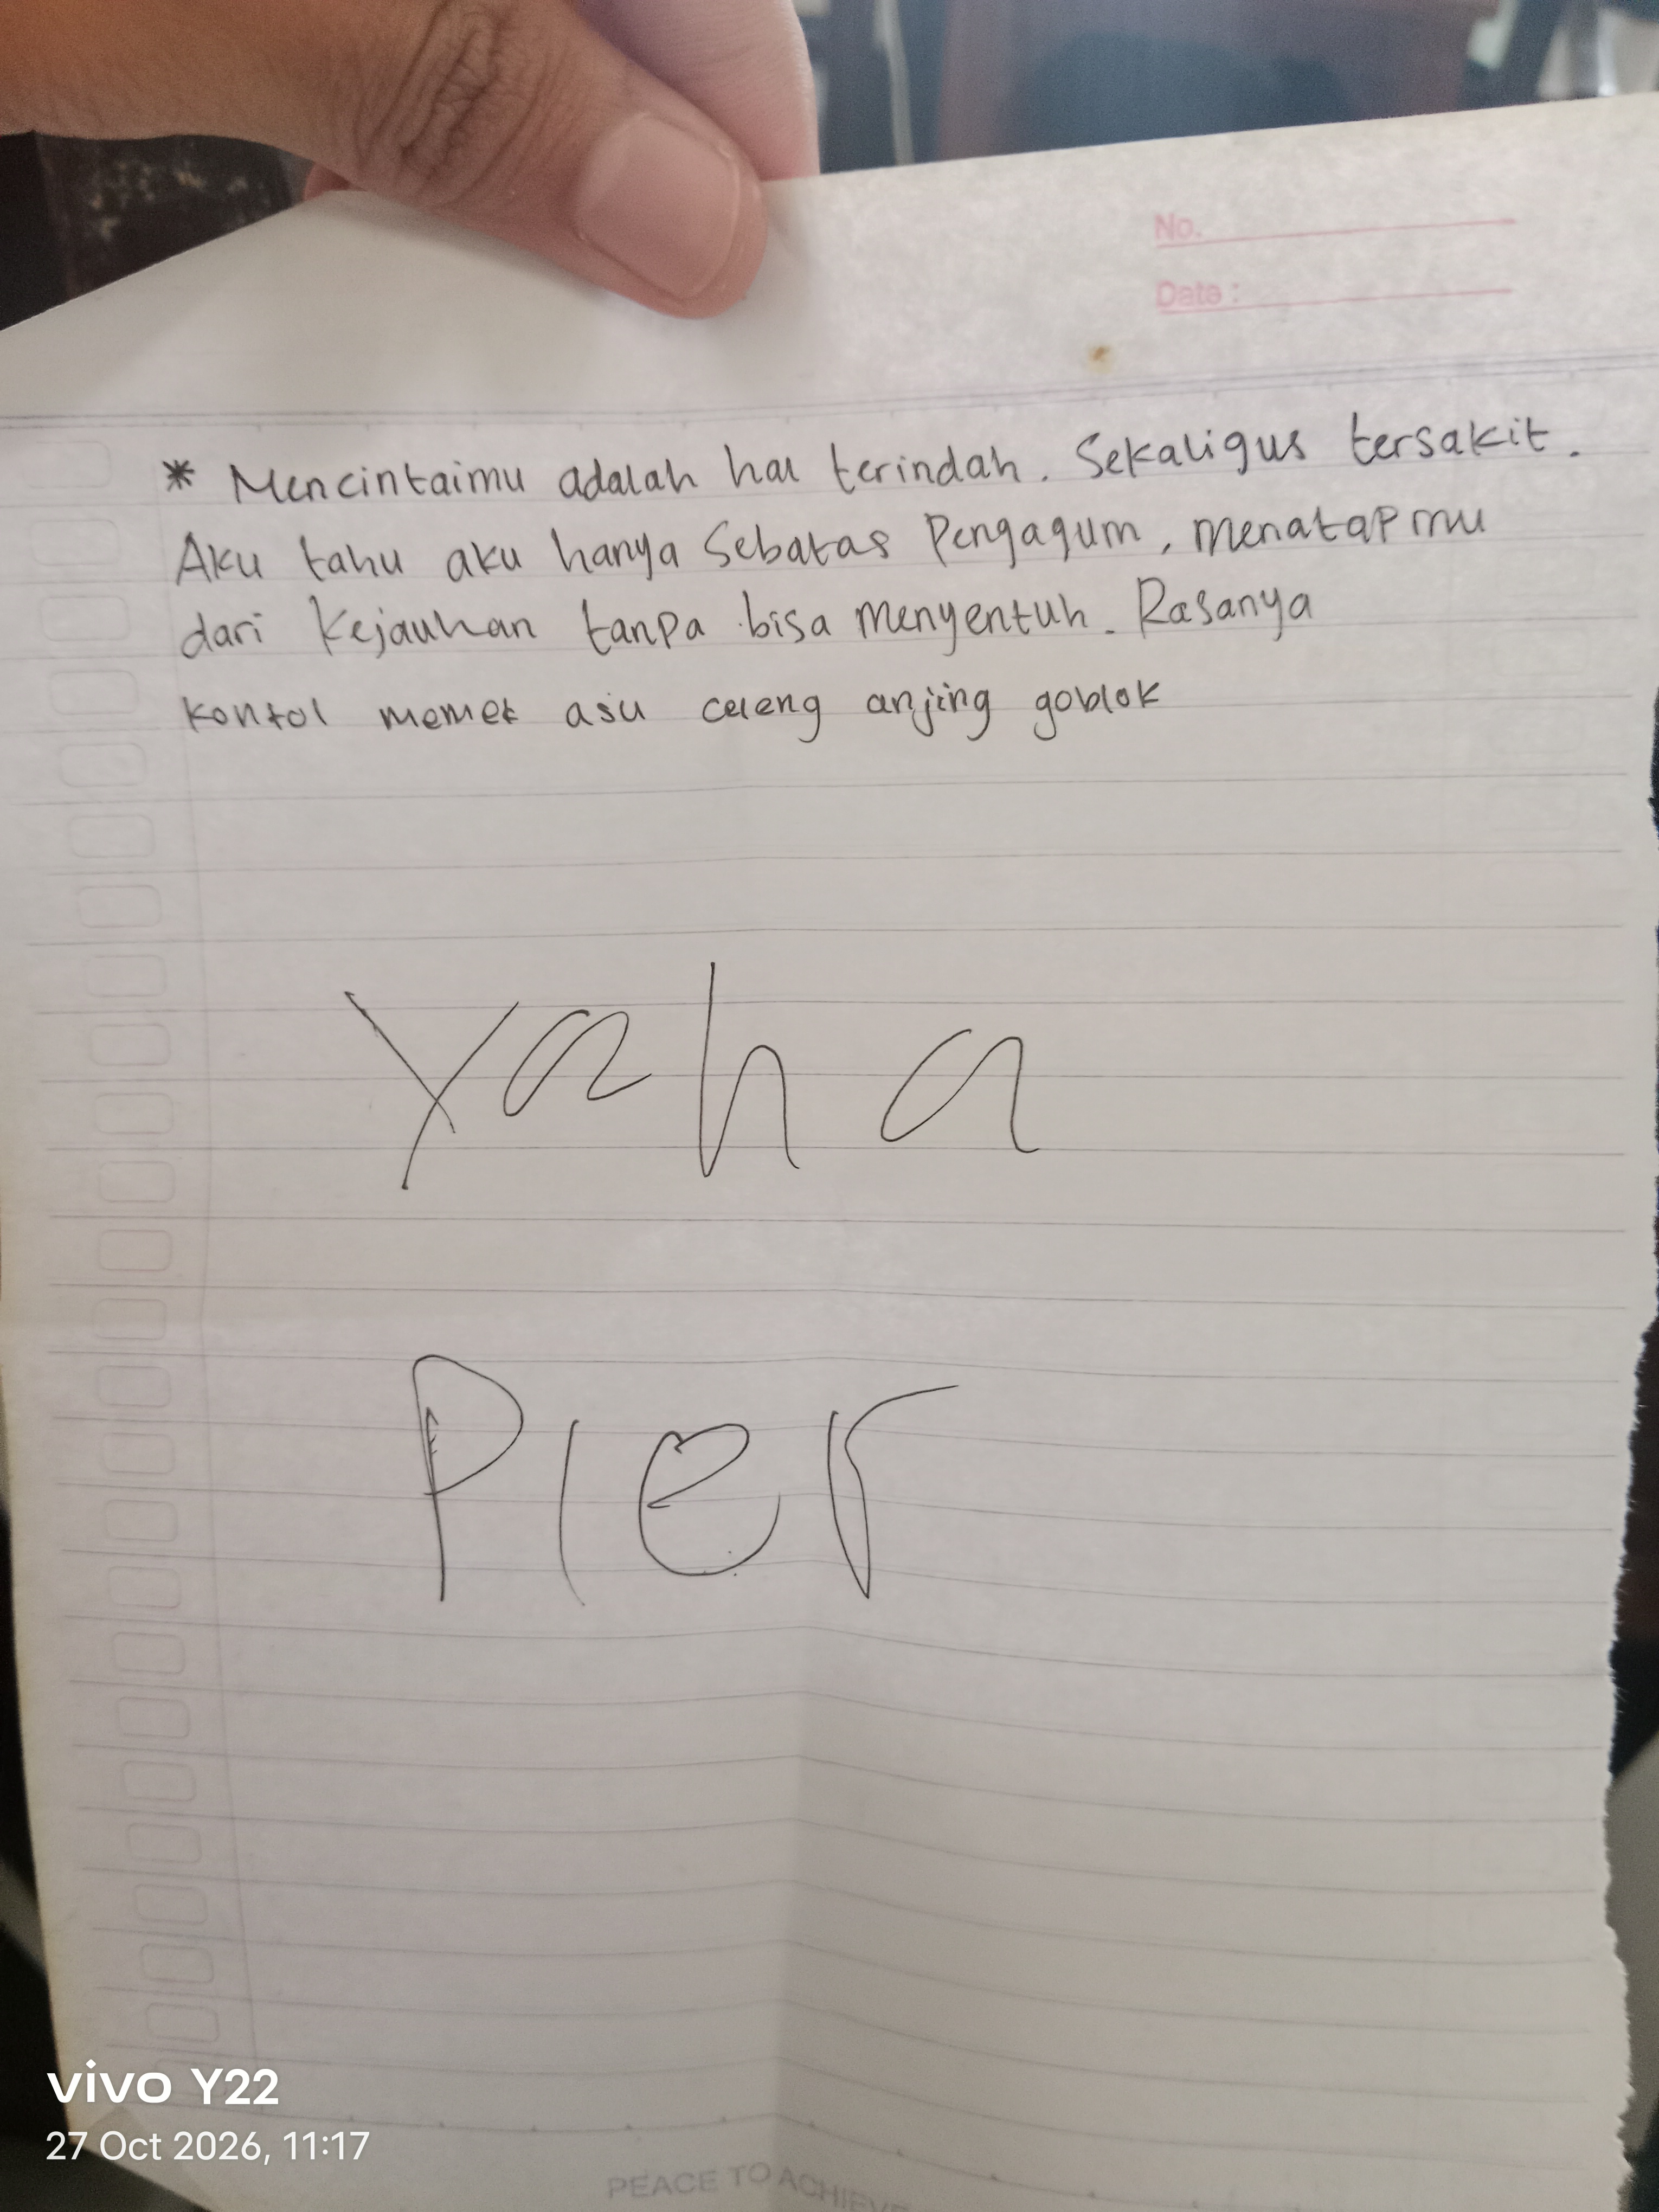 No.
Date :
* Mencintaimu adalah hal terindah. Sekaligus tersakit.
Aku tahu aku hanya Sebatas Pengagum, menatapmu
dari Kejauhan tanpa bisa menyentuh. Rasanya
kontol memek asu celeng anjing goblok
Yaha
Pler
vivo Y22
27 Oct 2026, 11:17
PEACE TO ACHIEVE